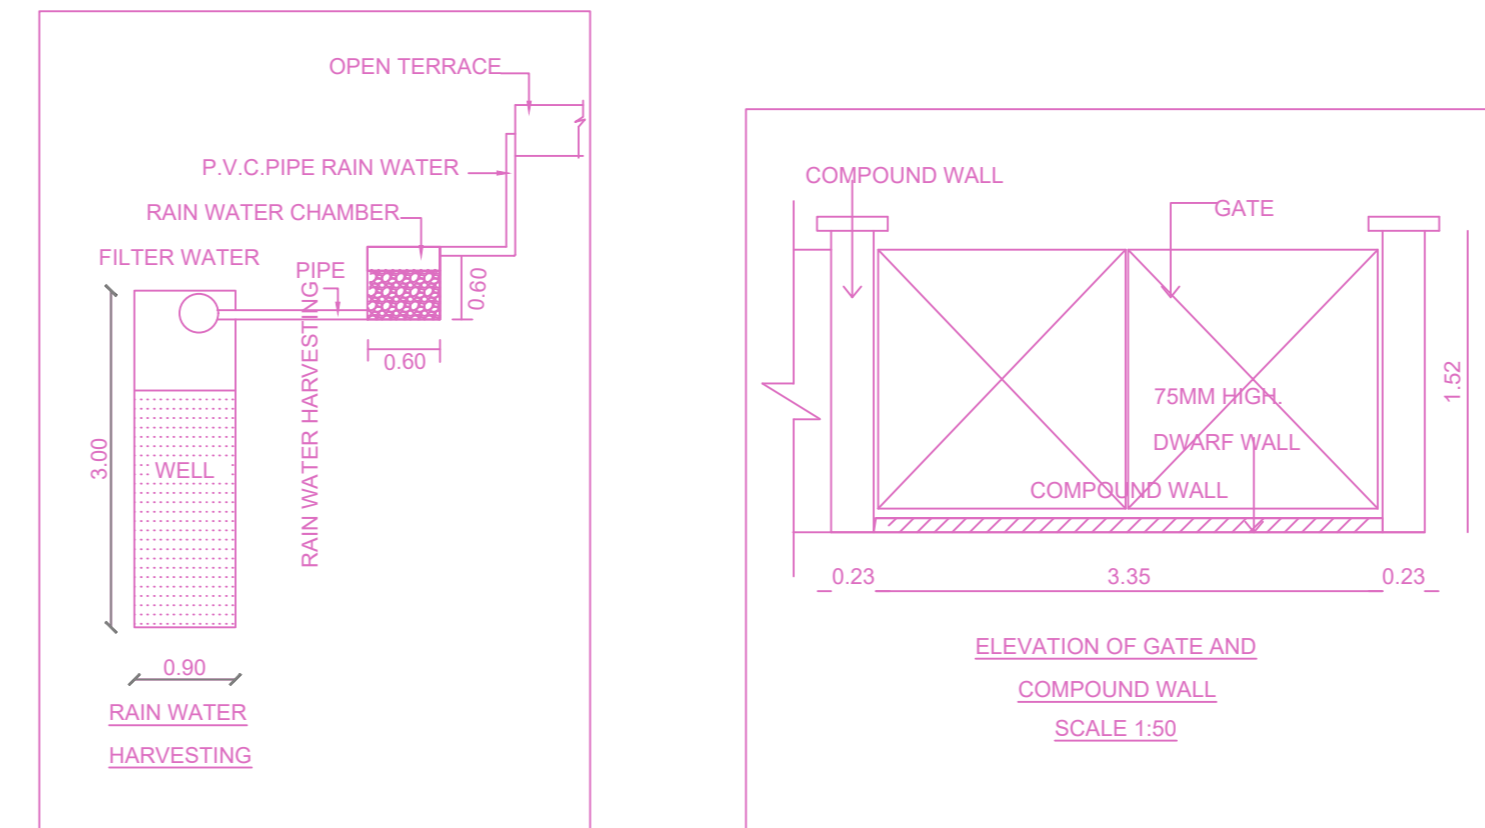 OPEN TERRACE
P.V.C.PIPE RAIN WATER
RAIN WATER CHAMBER
FILTER WATER
PIPE
0.60
0.60
RAIN WATER HARVESTING
3.00
WELL
0.90
RAIN WATER
HARVESTING
COMPOUND WALL
GATE
1.52
75MM HIGH.
DWARF WALL
COMPOUND WALL
0.23
3.35
0.23
ELEVATION OF GATE AND
COMPOUND WALL
SCALE 1:50